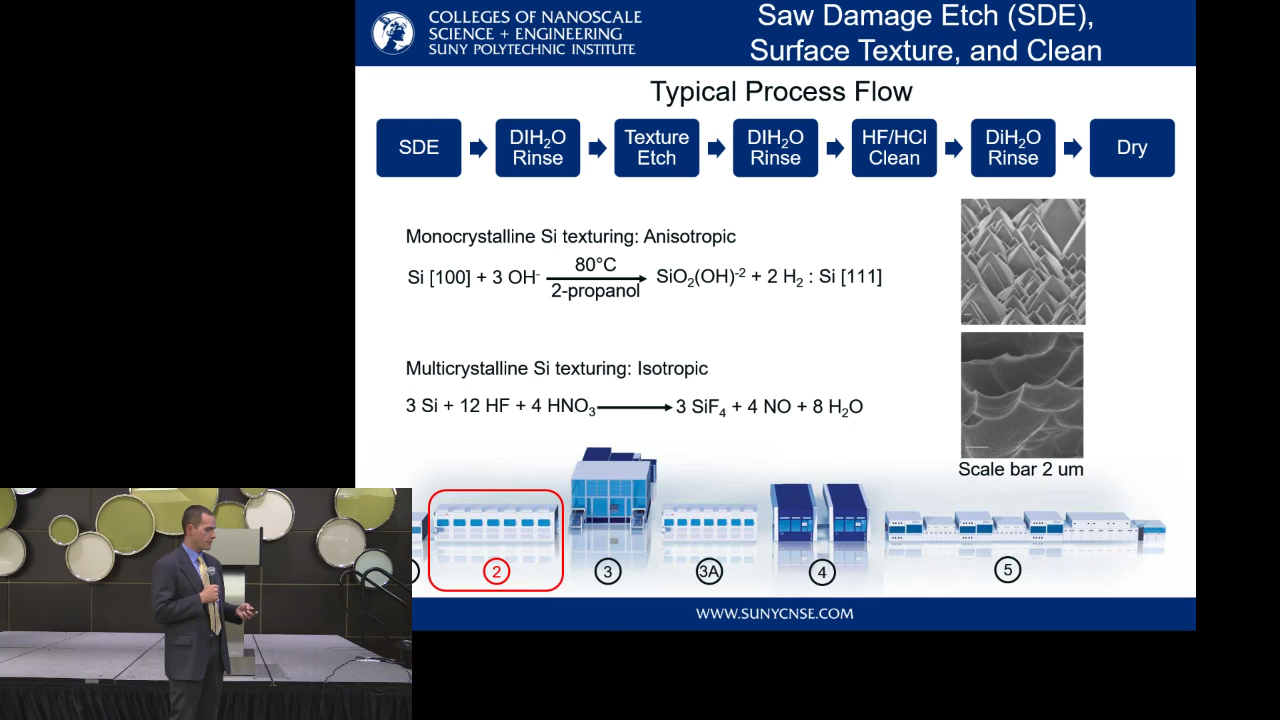 COLLEGES OF NANOSCALE
SCIENCE + ENGINEERING
SUNY POLYTECHNIC INSTITUTE
Saw Damage Etch (SDE),
Surface Texture, and Clean
Typical Process Flow
SDE
DIH₂O
Rinse
Texture
Etch
DIH₂O
Rinse
HF/HCl
Clean
DiH₂O
Rinse
Dry
Monocrystalline Si texturing: Anisotropic
80°C
Si [100] + 3 OH⁻ SiO₂(OH)⁻² + 2 H₂ : Si [111]
2-propanol
Multicrystalline Si texturing: Isotropic
3 Si + 12 HF + 4 HNO₃ 3 SiF₄ + 4 NO + 8 H₂O
Scale bar 2 um
2
3
3A
4
5
WWW.SUNYCNSE.COM